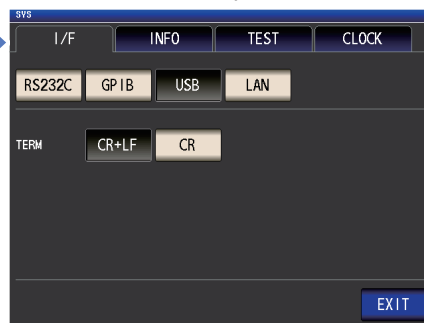 SYS
I/F INFO TEST CLOCK
RS232C GPIB USB LAN
TERM CR+LF CR
EXIT